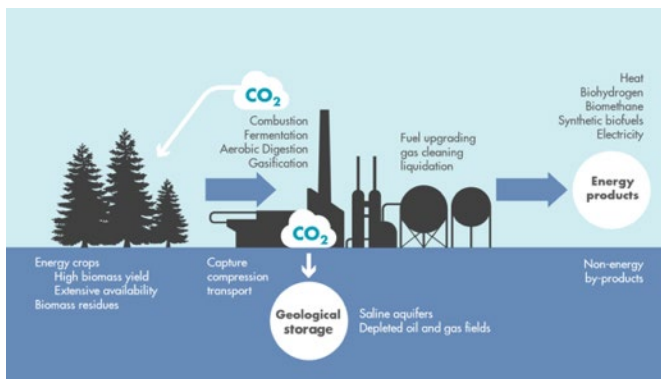 CO2
Combustion
Fermentation
Aerobic Digestion
Gasification
Fuel upgrading
gas cleaning
liquidation
Heat
Biohydrogen
Biomethane
Synthetic biofuels
Electricity
Energy
products
CO2
Energy crops
High biomass yield
Extensive availability
Biomass residues
Capture
compression
transport
Geological
storage
Saline aquifers
Depleted oil and gas fields
Non-energy
by-products